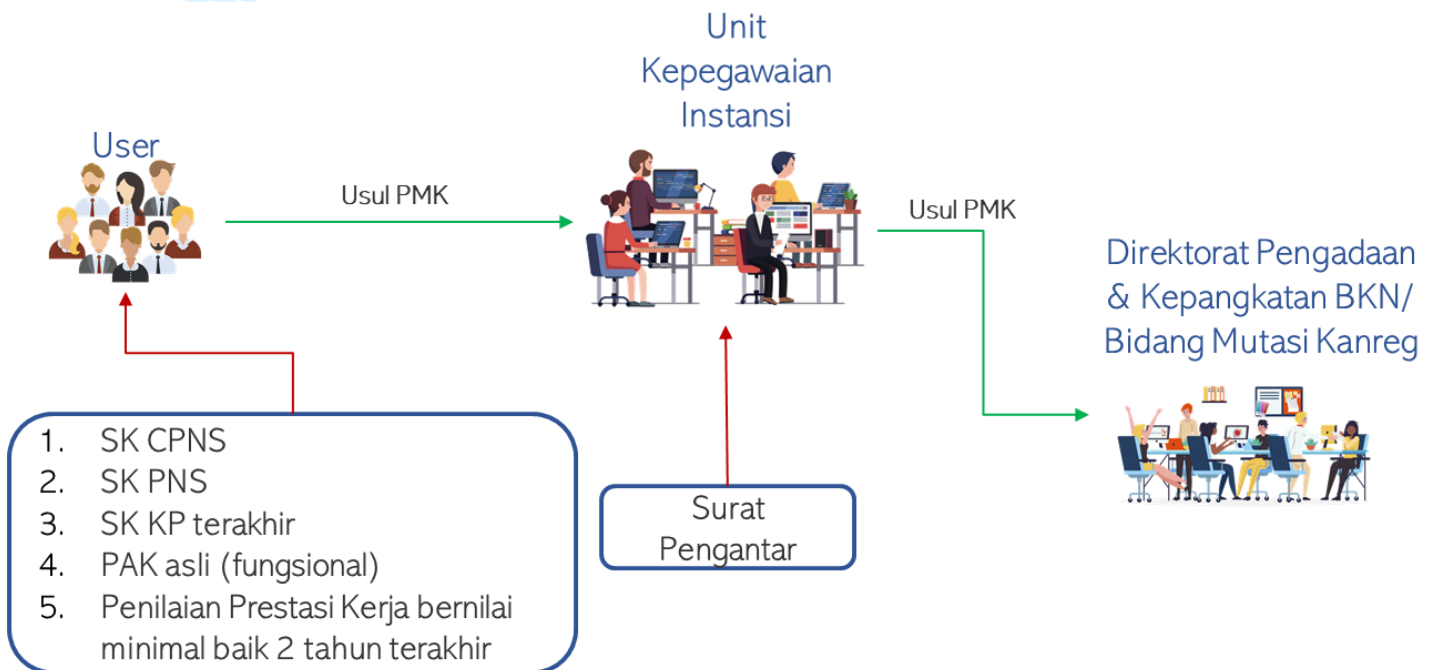 Unit
Kepegawaian
Instansi
User
Usul PMK
Usul PMK
Direktorat Pengadaan
& Kepangkatan BKN/
Bidang Mutasi Kanreg
1. SK CPNS
2. SK PNS
3. SK KP terakhir
4. PAK asli (fungsional)
5. Penilaian Prestasi Kerja bernilai
minimal baik 2 tahun terakhir
Surat
Pengantar